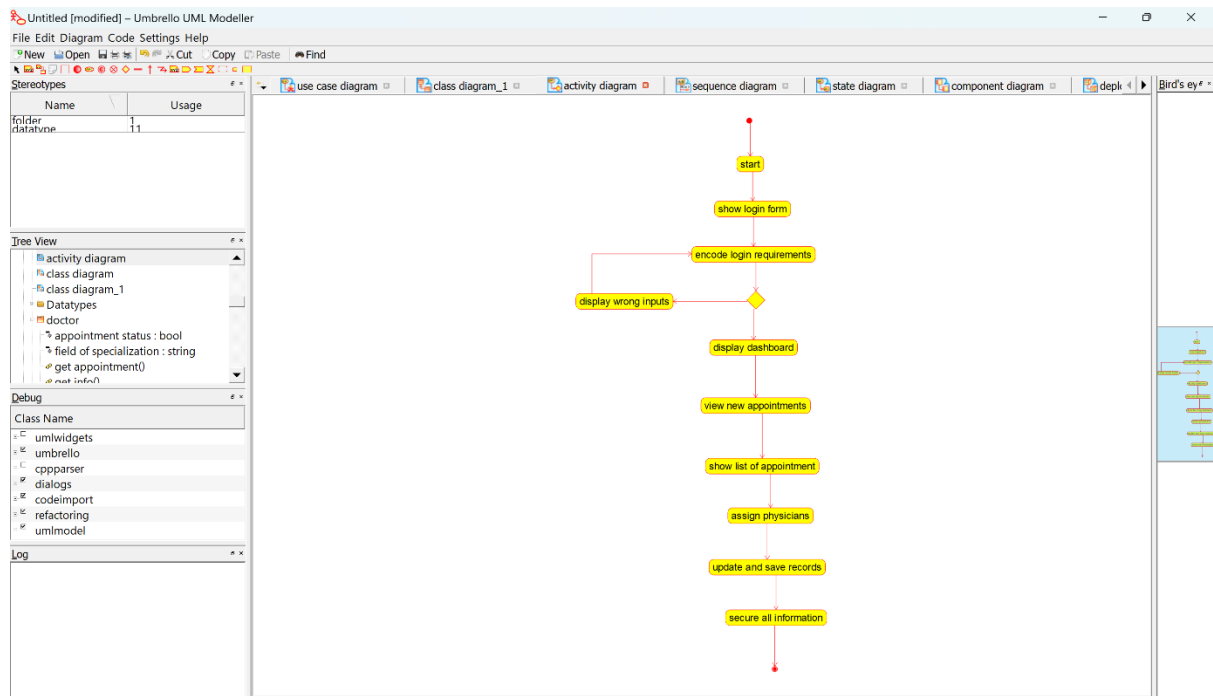 Untitled [modified] – Umbrello UML Modeller
File Edit Diagram Code Settings Help
New Open Cut Copy Paste Find
Stereotypes
Name Usage
folder 1
datatype 11
Tree View
activity diagram
class diagram
class diagram_1
Datatypes
doctor
appointment status : bool
field of specialization : string
get appointment()
get info()
Debug
Class Name
umlwidgets
umbrello
cppparser
dialogs
codeimport
refactoring
umlmodel
Log
use case diagram class diagram_1 activity diagram sequence diagram state diagram component diagram depl
Bird's ey
start
show login form
encode login requirements
display wrong inputs
display dashboard
view new appointments
show list of appointment
assign physicians
update and save records
secure all information